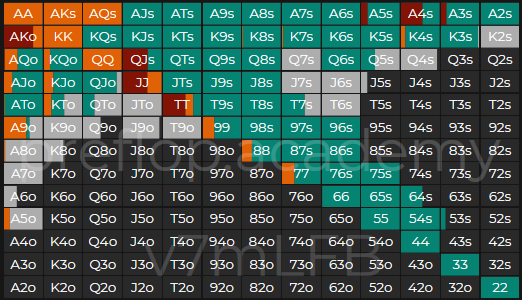 AA AKs AQs AJs ATs A9s A8s A7s A6s A5s A4s A3s A2s
AKo KK KQs KJs KTs K9s K8s K7s K6s K5s K4s K3s K2s
AQo KQo QQ QJs QTs Q9s Q8s Q7s Q6s Q5s Q4s Q3s Q2s
AJo KJo QJo JJ JTs J9s J8s J7s J6s J5s J4s J3s J2s
ATo KTo QTo JTo TT T9s T8s T7s T6s T5s T4s T3s T2s
A9o K9o Q9o J9o T9o 99 98s 97s 96s 95s 94s 93s 92s
A8o K8o Q8o J8o T8o 98o 88 87s 86s 85s 84s 83s 82s
preflop.academy
A7o K7o Q7o J7o T7o 97o 87o 77 76s 75s 74s 73s 72s
A6o K6o Q6o J6o T6o 96o 86o 76o 66 65s 64s 63s 62s
A5o K5o Q5o J5o T5o 95o 85o 75o 65o 55 54s 53s 52s
A4o K4o Q4o J4o T4o 94o 84o 74o 64o 54o 44 43s 42s
V7mLFB
A3o K3o Q3o J3o T3o 93o 83o 73o 63o 53o 43o 33 32s
A2o K2o Q2o J2o T2o 92o 82o 72o 62o 52o 42o 32o 22